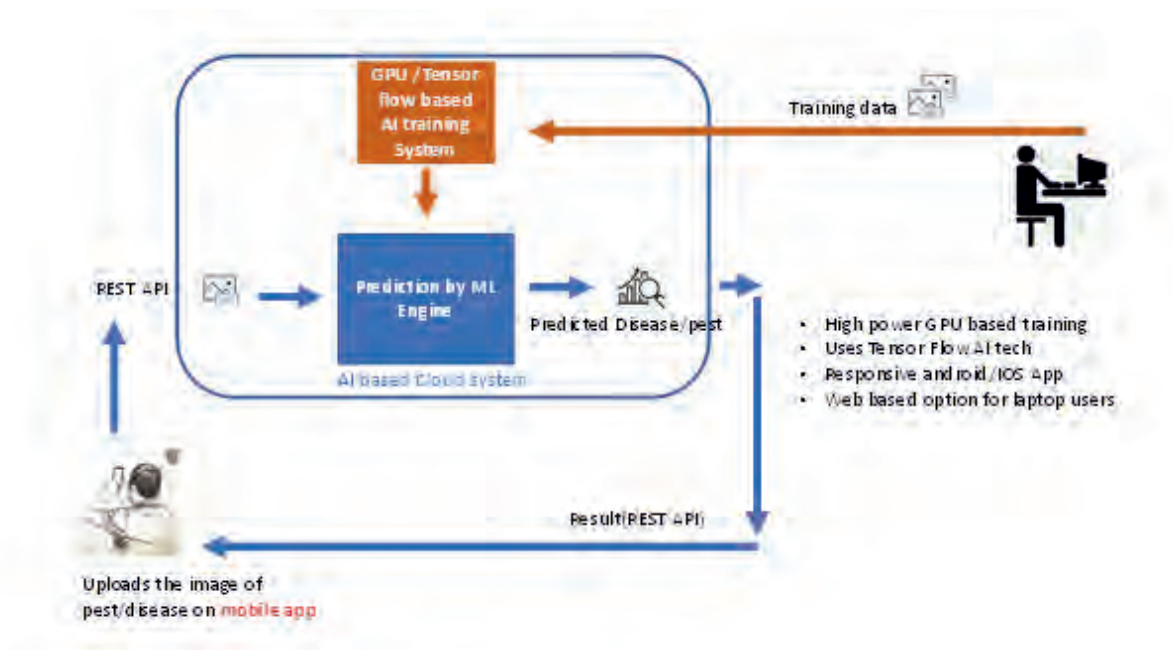 GPU /Tensor
flow based
AI training
System
Training data
REST API
Prediction by ML
Engine
Predicted Disease/pest
AI based Cloud system
• High power GPU based training
• Uses Tensor Flow AI tech
• Responsive android/IOS App
• Web based option for laptop users
Result(REST API)
Uploads the image of
pest/disease on mobile app